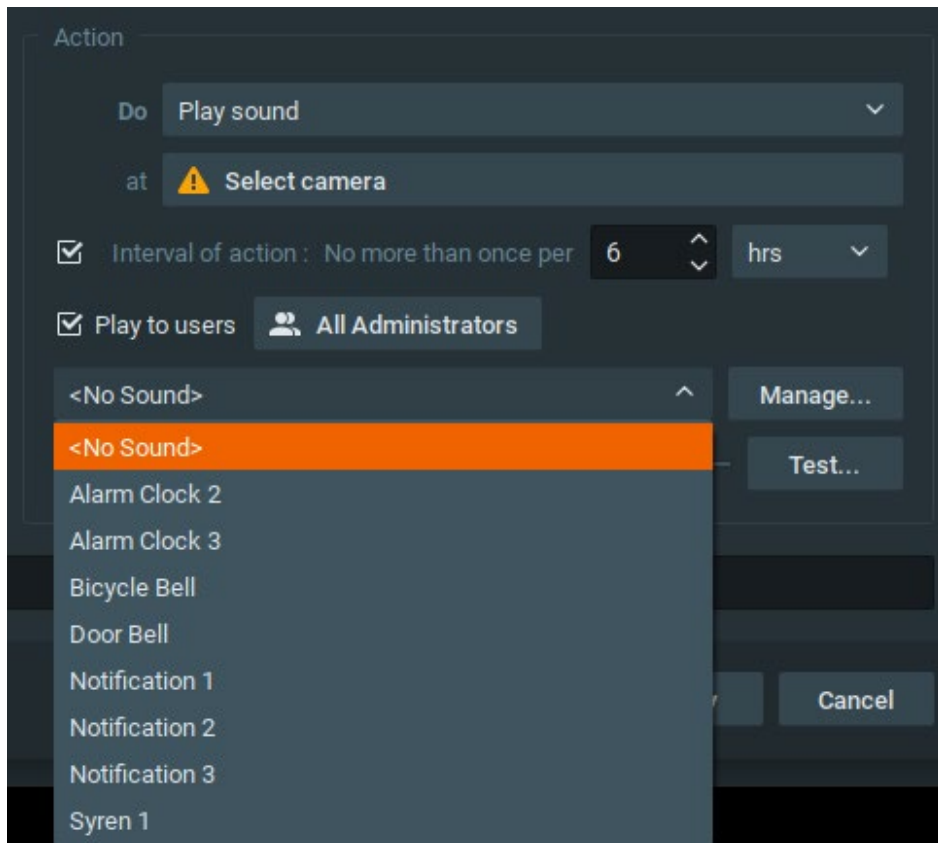 Action
Do Play sound
at Select camera
Interval of action : No more than once per 6 hrs
Play to users All Administrators
<No Sound> Manage...
<No Sound>
Test...
Alarm Clock 2
Alarm Clock 3
Bicycle Bell
Door Bell
Notification 1
Notification 2
Cancel
Notification 3
Syren 1